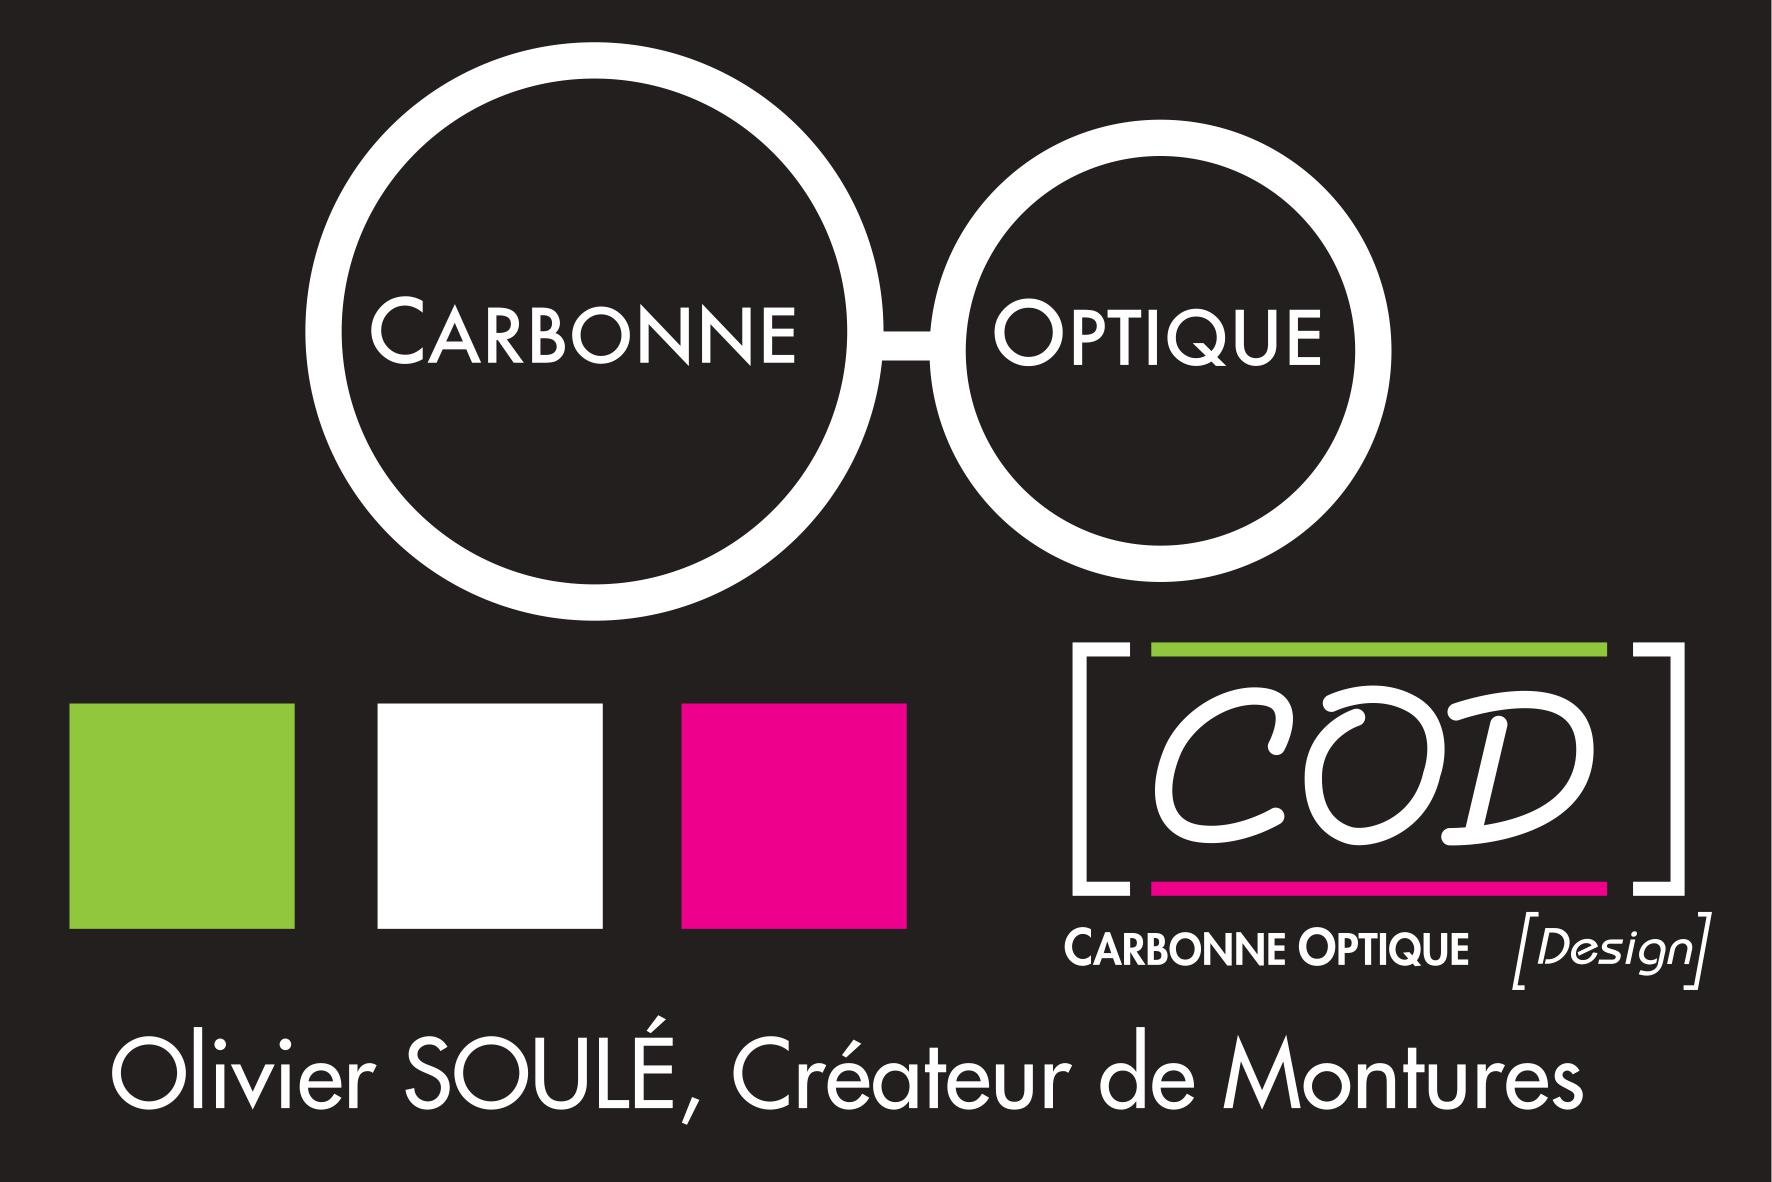 CARBONNE
OPTIQUE
COD
CARBONNE OPTIQUE [Design]
Olivier SOULÉ, Créateur de Montures